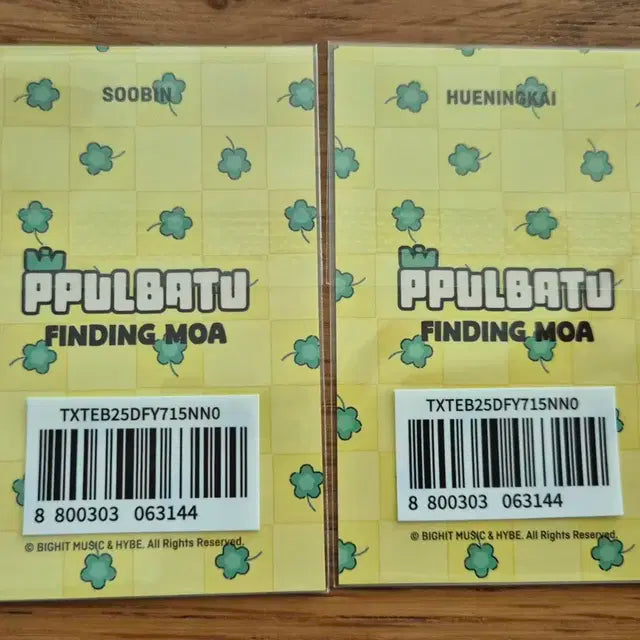 SOOBIN
PPULBATU
FINDING MOA
TXTEB25DFY715NN0
8 800303 063144
© BIGHIT MUSIC & HYBE. All Rights Reserved.
HUENINGKAI
PPULBATU
FINDING MOA
TXTEB25DFY715NN0
8 800303 063144
© BIGHIT MUSIC & HYBE. All Rights Reserved.